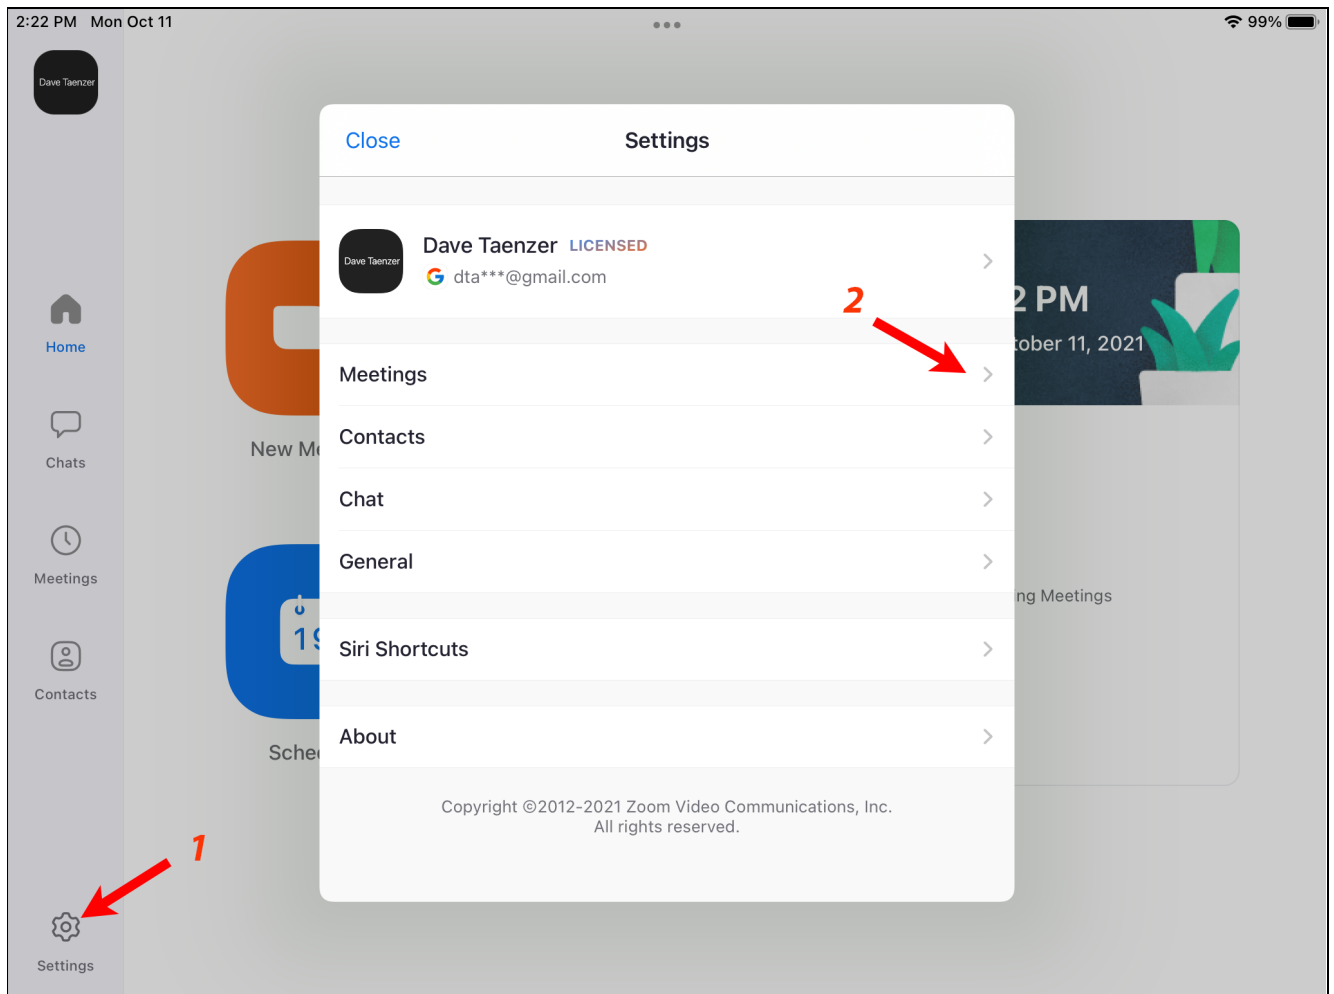 2:22 PM Mon Oct 11
99%
Dave Taenzer
Close
Settings
Dave Taenzer
Dave Taenzer LICENSED
dta***@gmail.com
2
2 PM
tober 11, 2021
Home
Meetings
Contacts
New Me
Chats
Chat
General
Meetings
ng Meetings
19
Siri Shortcuts
Contacts
About
Sche
Copyright ©2012-2021 Zoom Video Communications, Inc.
All rights reserved.
1
Settings